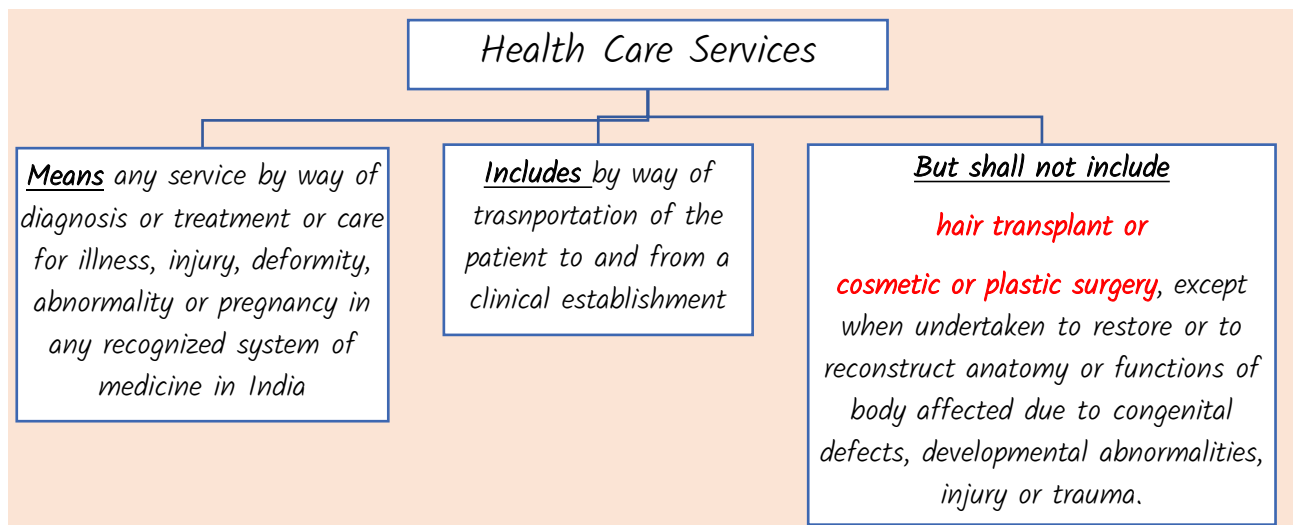 Health Care Services
Means any service by way of
diagnosis or treatment or care
for illness, injury, deformity,
abnormality or pregnancy in
any recognized system of
medicine in India
Includes by way of
trasnportation of the
patient to and from a
clinical establishment
But shall not include
hair transplant or
cosmetic or plastic surgery, except
when undertaken to restore or to
reconstruct anatomy or functions of
body affected due to congenital
defects, developmental abnormalities,
injury or trauma.